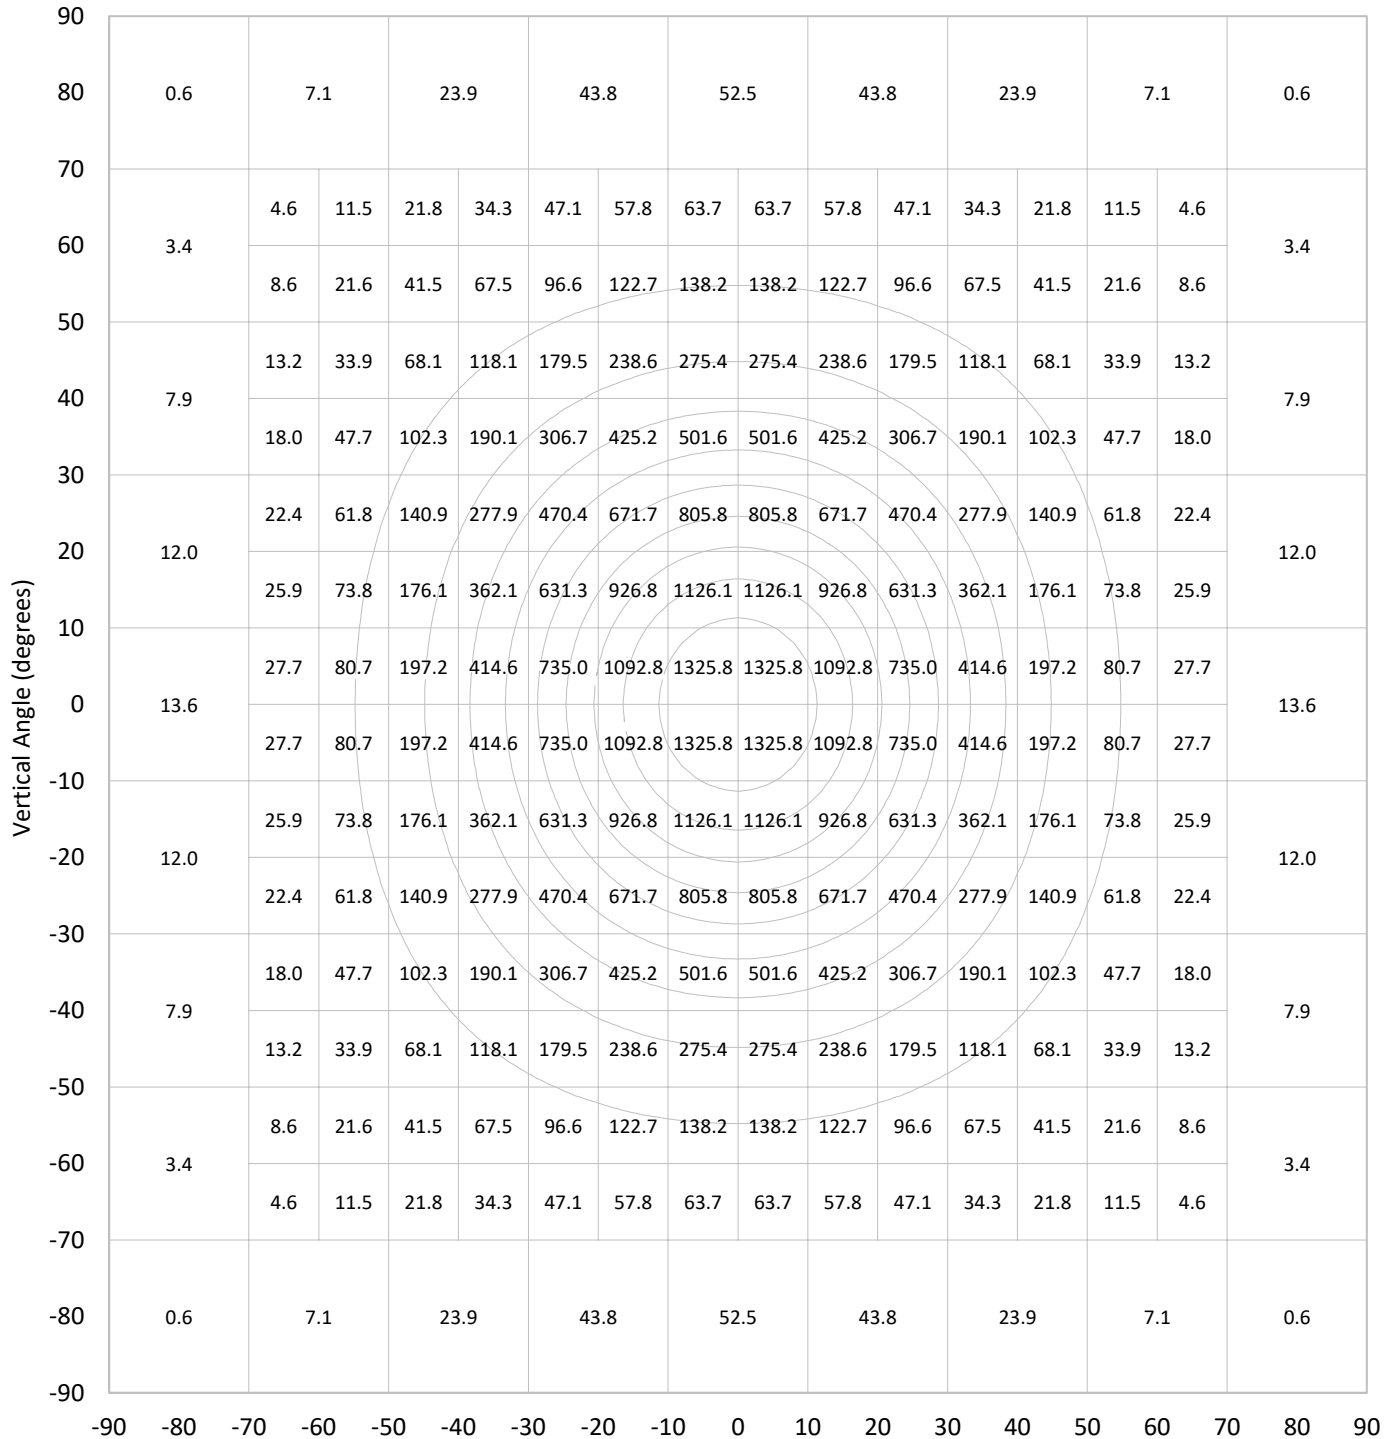 90
80 0.6 7.1 23.9 43.8 52.5 43.8 23.9 7.1 0.6
70
4.6 11.5 21.8 34.3 47.1 57.8 63.7 63.7 57.8 47.1 34.3 21.8 11.5 4.6
60 3.4 3.4
8.6 21.6 41.5 67.5 96.6 122.7 138.2 138.2 122.7 96.6 67.5 41.5 21.6 8.6
50
13.2 33.9 68.1 118.1 179.5 238.6 275.4 275.4 238.6 179.5 118.1 68.1 33.9 13.2
40 7.9 7.9
18.0 47.7 102.3 190.1 306.7 425.2 501.6 501.6 425.2 306.7 190.1 102.3 47.7 18.0
30
22.4 61.8 140.9 277.9 470.4 671.7 805.8 805.8 671.7 470.4 277.9 140.9 61.8 22.4
20 12.0 12.0
25.9 73.8 176.1 362.1 631.3 926.8 1126.1 1126.1 926.8 631.3 362.1 176.1 73.8 25.9
10
27.7 80.7 197.2 414.6 735.0 1092.8 1325.8 1325.8 1092.8 735.0 414.6 197.2 80.7 27.7
Vertical Angle (degrees)
0 13.6 13.6
27.7 80.7 197.2 414.6 735.0 1092.8 1325.8 1325.8 1092.8 735.0 414.6 197.2 80.7 27.7
-10
25.9 73.8 176.1 362.1 631.3 926.8 1126.1 1126.1 926.8 631.3 362.1 176.1 73.8 25.9
-20 12.0 12.0
22.4 61.8 140.9 277.9 470.4 671.7 805.8 805.8 671.7 470.4 277.9 140.9 61.8 22.4
-30
18.0 47.7 102.3 190.1 306.7 425.2 501.6 501.6 425.2 306.7 190.1 102.3 47.7 18.0
-40 7.9 7.9
13.2 33.9 68.1 118.1 179.5 238.6 275.4 275.4 238.6 179.5 118.1 68.1 33.9 13.2
-50
8.6 21.6 41.5 67.5 96.6 122.7 138.2 138.2 122.7 96.6 67.5 41.5 21.6 8.6
-60 3.4 3.4
4.6 11.5 21.8 34.3 47.1 57.8 63.7 63.7 57.8 47.1 34.3 21.8 11.5 4.6
-70
-80 0.6 7.1 23.9 43.8 52.5 43.8 23.9 7.1 0.6
-90
-90 -80 -70 -60 -50 -40 -30 -20 -10 0 10 20 30 40 50 60 70 80 90